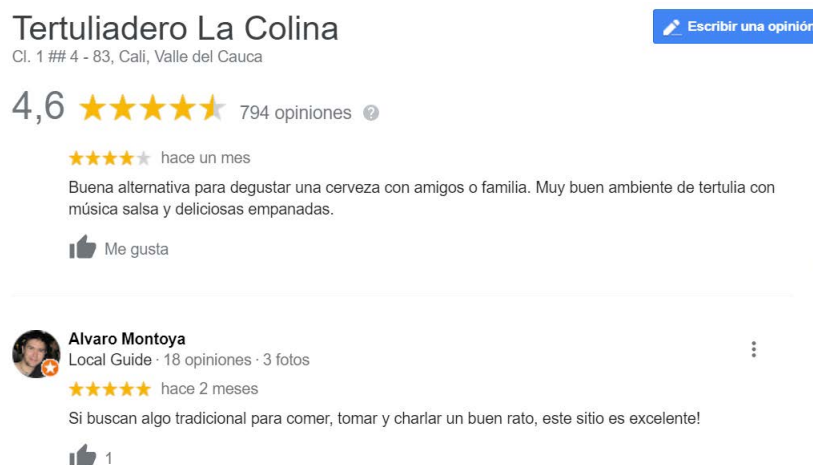 Tertuliadero La Colina
Escribir una opinión
Cl. 1 ## 4 - 83, Cali, Valle del Cauca
4,6 794 opiniones ?
hace un mes
Buena alternativa para degustar una cerveza con amigos o familia. Muy buen ambiente de tertulia con
música salsa y deliciosas empanadas.
Me gusta
Alvaro Montoya
Local Guide · 18 opiniones · 3 fotos
hace 2 meses
Si buscan algo tradicional para comer, tomar y charlar un buen rato, este sitio es excelente!
1